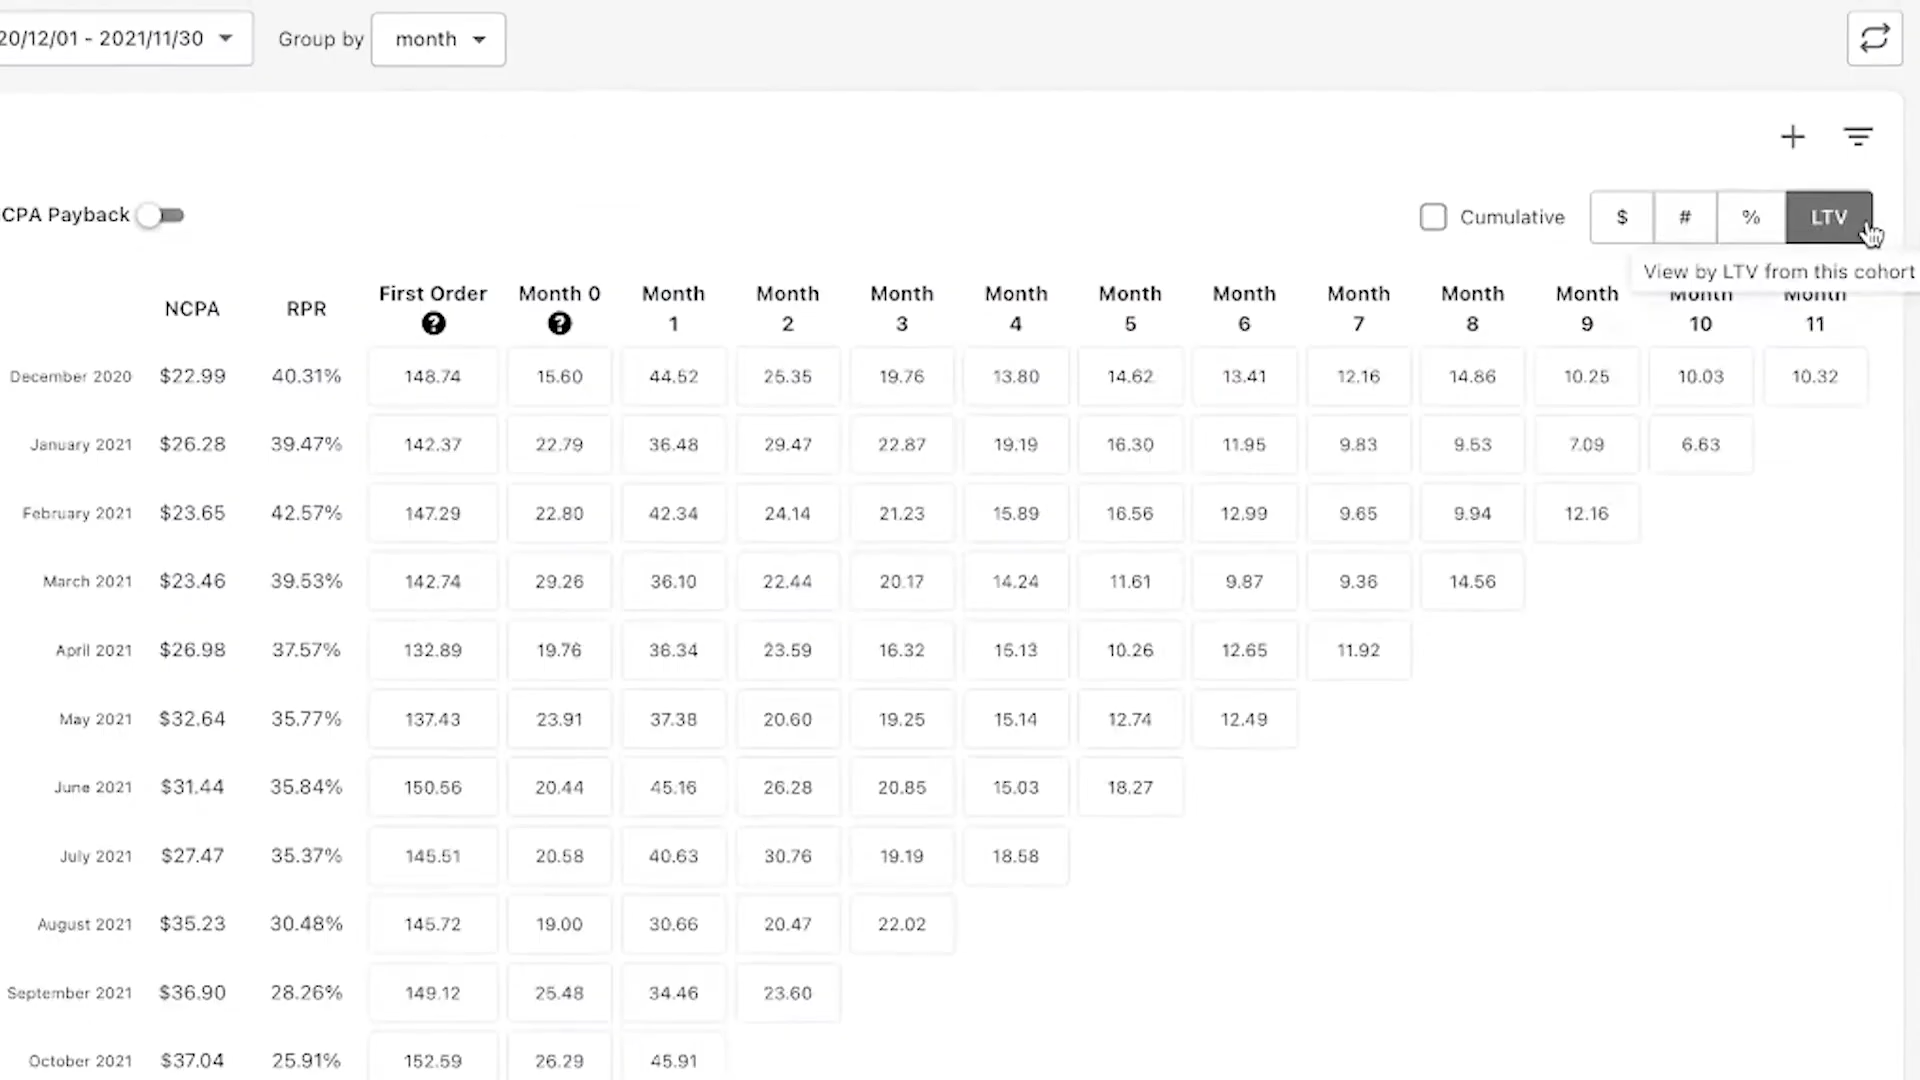 20/12/01 - 2021/11/30 Group by month
CPA Payback Cumulative $ # % LTV
View by LTV from this cohort
NCPA RPR First Order Month 0 Month 1 Month 2 Month 3 Month 4 Month 5 Month 6 Month 7 Month 8 Month 9 Month 10 Month 11
December 2020 $22.99 40.31% 148.74 15.60 44.52 25.35 19.76 13.80 14.62 13.41 12.16 14.86 10.25 10.03 10.32
January 2021 $26.28 39.47% 142.37 22.79 36.48 29.47 22.87 19.19 16.30 11.95 9.83 9.53 7.09 6.63
February 2021 $23.65 42.57% 147.29 22.80 42.34 24.14 21.23 15.89 16.56 12.99 9.65 9.94 12.16
March 2021 $23.46 39.53% 142.74 29.26 36.10 22.44 20.17 14.24 11.61 9.87 9.36 14.56
April 2021 $26.98 37.57% 132.89 19.76 36.34 23.59 16.32 15.13 10.26 12.65 11.92
May 2021 $32.64 35.77% 137.43 23.91 37.38 20.60 19.25 15.14 12.74 12.49
June 2021 $31.44 35.84% 150.56 20.44 45.16 26.28 20.85 15.03 18.27
July 2021 $27.47 35.37% 145.51 20.58 40.63 30.76 19.19 18.58
August 2021 $35.23 30.48% 145.72 19.00 30.66 20.47 22.02
September 2021 $36.90 28.26% 149.12 25.48 34.46 23.60
October 2021 $37.04 25.91% 152.59 26.29 45.91